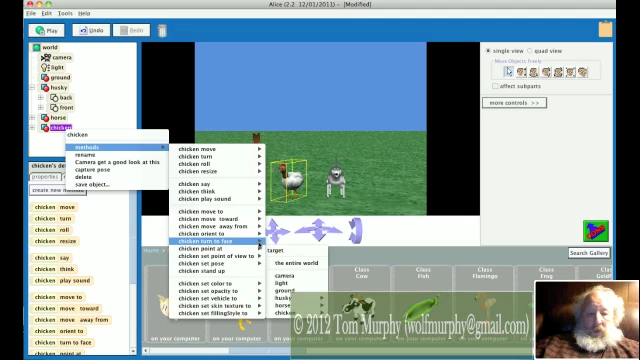 Alice (2.2 12/01/2011) - [Modified]
File Edit Tools Help
Play
Undo
Redo
world
camera
light
ground
husky
back
front
horse
chicken
chicken
methods
rename
Camera get a good look at this
capture pose
delete
save object...
chicken move
chicken turn
chicken roll
chicken resize
chicken say
chicken think
chicken play sound
chicken move to
chicken move toward
chicken move away from
chicken orient to
chicken turn to face
chicken point at
chicken set point of view to
chicken set pose
chicken stand up
chicken set color to
chicken set opacity to
chicken set vehicle to
chicken set skin texture to
chicken set fillingStyle to
target
the entire world
camera
light
ground
husky
horse
chicken
chicken's de
properties
create new method
chicken move
chicken turn
chicken roll
chicken resize
chicken say
chicken think
chicken play sound
chicken move to
chicken move toward
chicken move away from
chicken orient to
chicken turn to face
chicken point at
single view
quad view
Move Objects Freely
affect subparts
more controls >>
Search Gallery
Home
Class
Cow
Class
Fish
Class
Flamingo
Class
Frog
Class
on your computer
on your computer
© 2012 Tom Murphy (wolfmurphy@gmail.com)